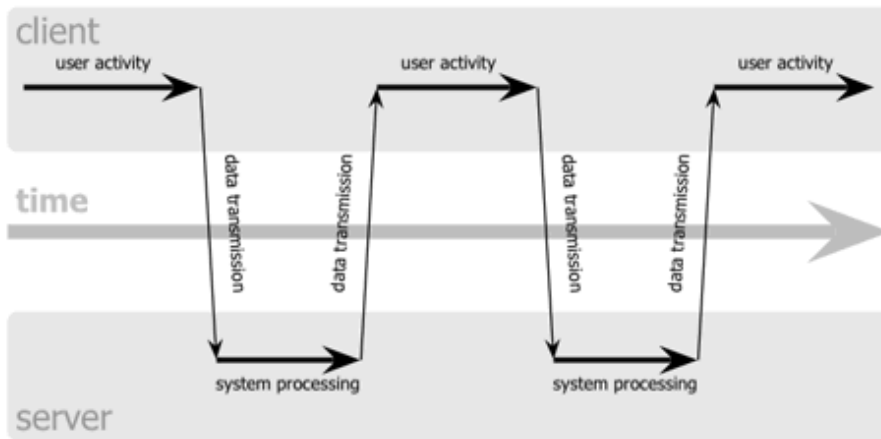 client
user activity
user activity
user activity
data transmission
data transmission
data transmission
data transmission
time
system processing
system processing
server